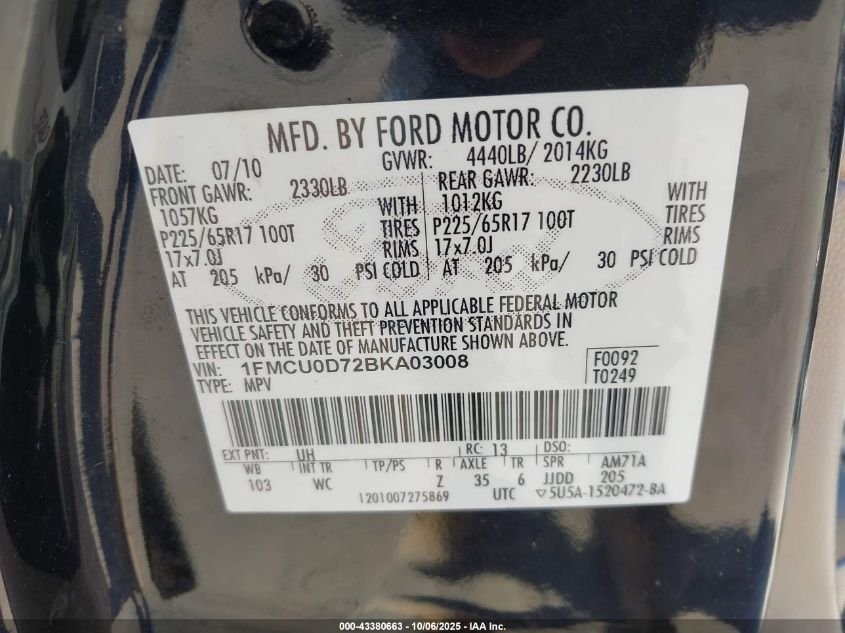 MFD. BY FORD MOTOR CO.
DATE: 07/10 GVWR: 4440LB/ 2014KG
FRONT GAWR: 2330LB REAR GAWR: 2230LB
1057KG WITH 1012KG WITH
P225/65R17 100T TIRES P225/65R17 100T TIRES
17x7.0J RIMS 17x7.0J RIMS
AT 205 kPa/ 30 PSI COLD AT 205 kPa/ 30 PSI COLD
THIS VEHICLE CONFORMS TO ALL APPLICABLE FEDERAL MOTOR
VEHICLE SAFETY AND THEFT PREVENTION STANDARDS IN
EFFECT ON THE DATE OF MANUFACTURE SHOWN ABOVE.
VIN: 1FMCU0D72BKA03008 F0092
TYPE: MPV T0249
EXT PNT: UH RC: 13 DSO:
WB INT TR TP/PS R AXLE TR SPR AM71A
103 WC Z 35 6 JJDD 205
1201007275869 UTC ▽5U5A-1520472-BA
000-43380663 - 10/06/2025 - IAA Inc.